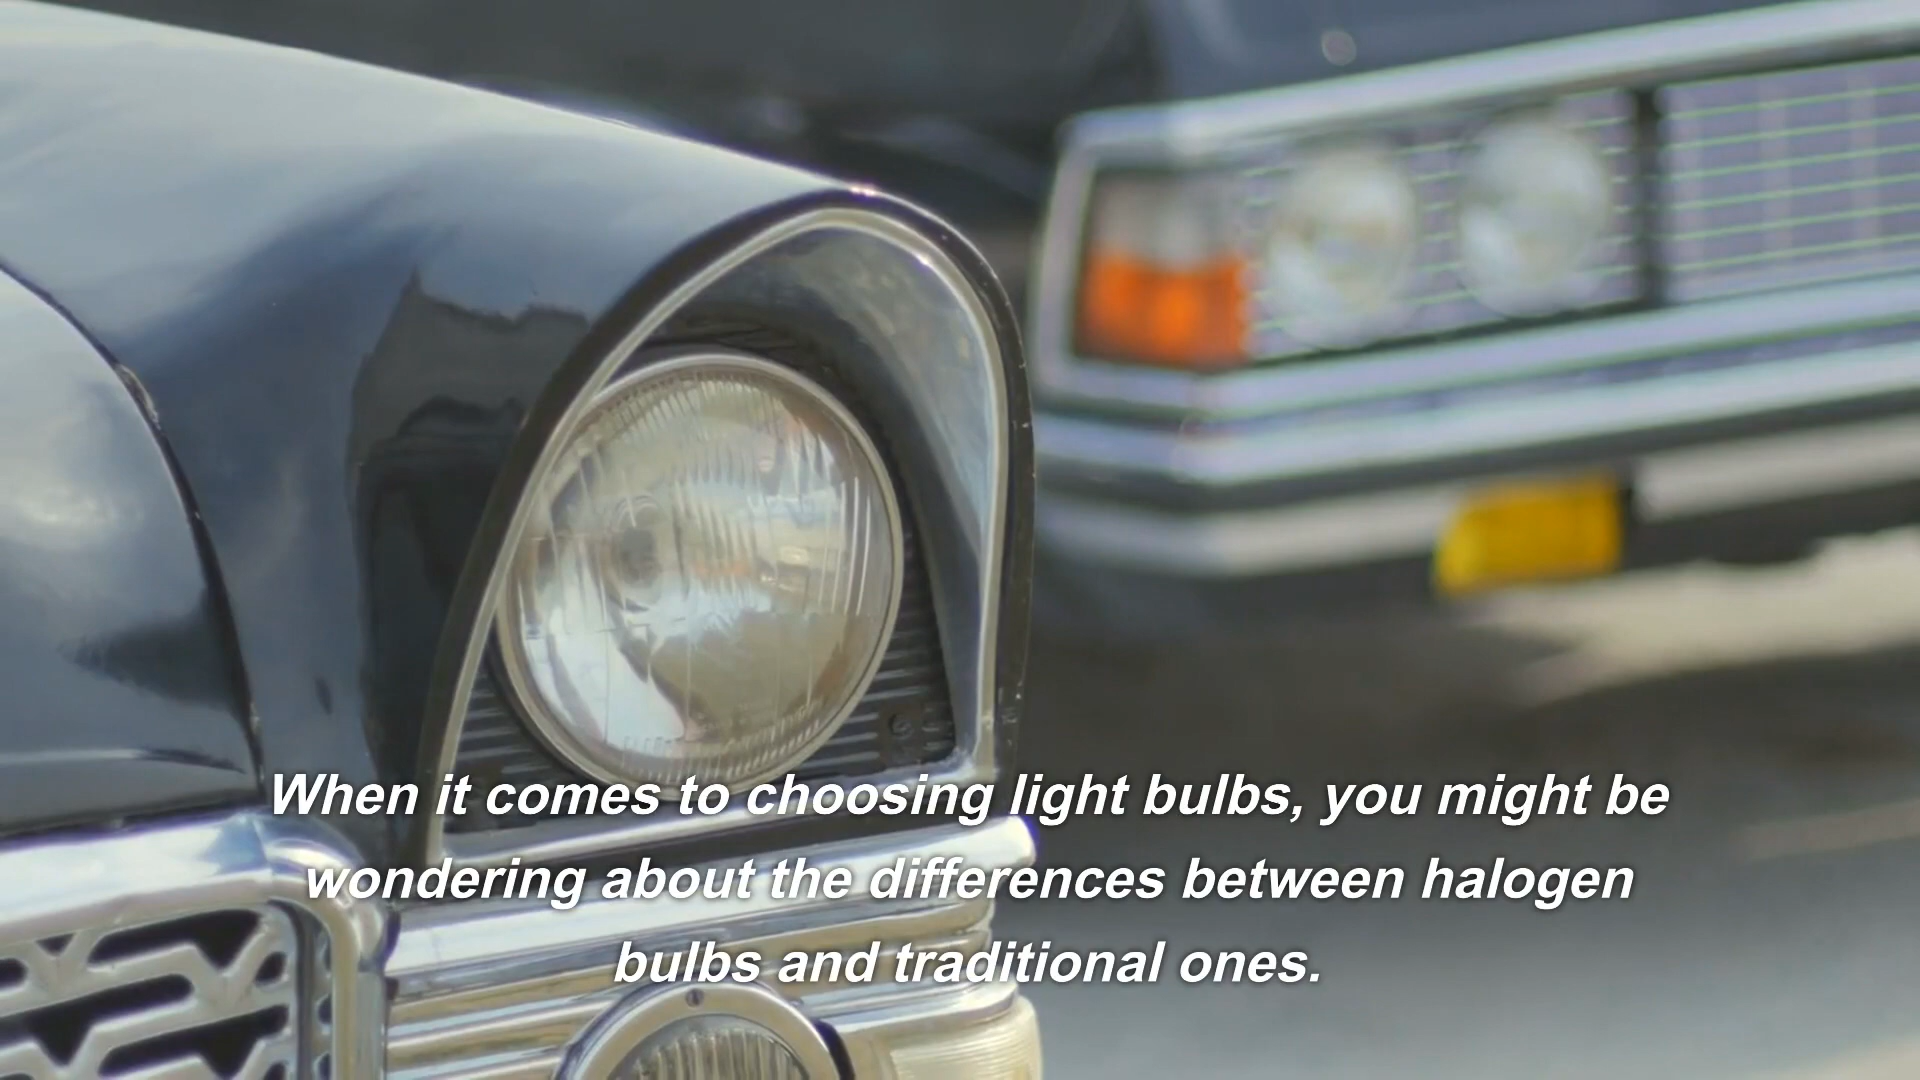 When it comes to choosing light bulbs, you might be
wondering about the differences between halogen
bulbs and traditional ones.